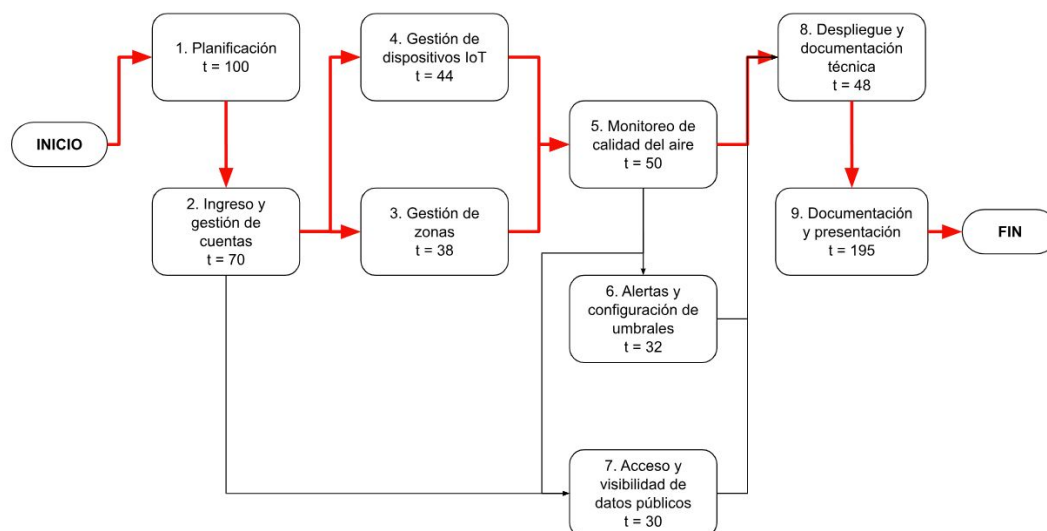 INICIO
1. Planificación
t = 100
2. Ingreso y
gestión de
cuentas
t = 70
4. Gestión de
dispositivos IoT
t = 44
3. Gestión de
zonas
t = 38
5. Monitoreo de
calidad del aire
t = 50
6. Alertas y
configuración de
umbrales
t = 32
7. Acceso y
visibilidad de
datos públicos
t = 30
8. Despliegue y
documentación
técnica
t = 48
9. Documentación
y presentación
t = 195
FIN